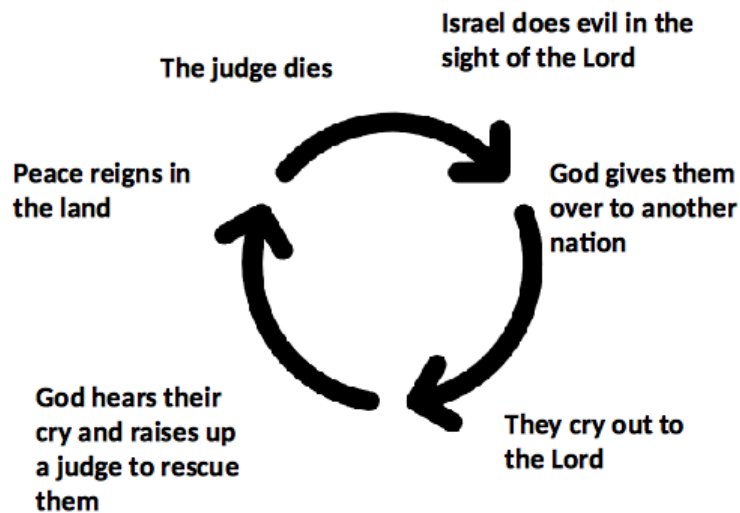 Israel does evil in the
sight of the Lord
God gives them
over to another
nation
They cry out to
the Lord
God hears their
cry and raises up
a judge to rescue
them
Peace reigns in
the land
The judge dies